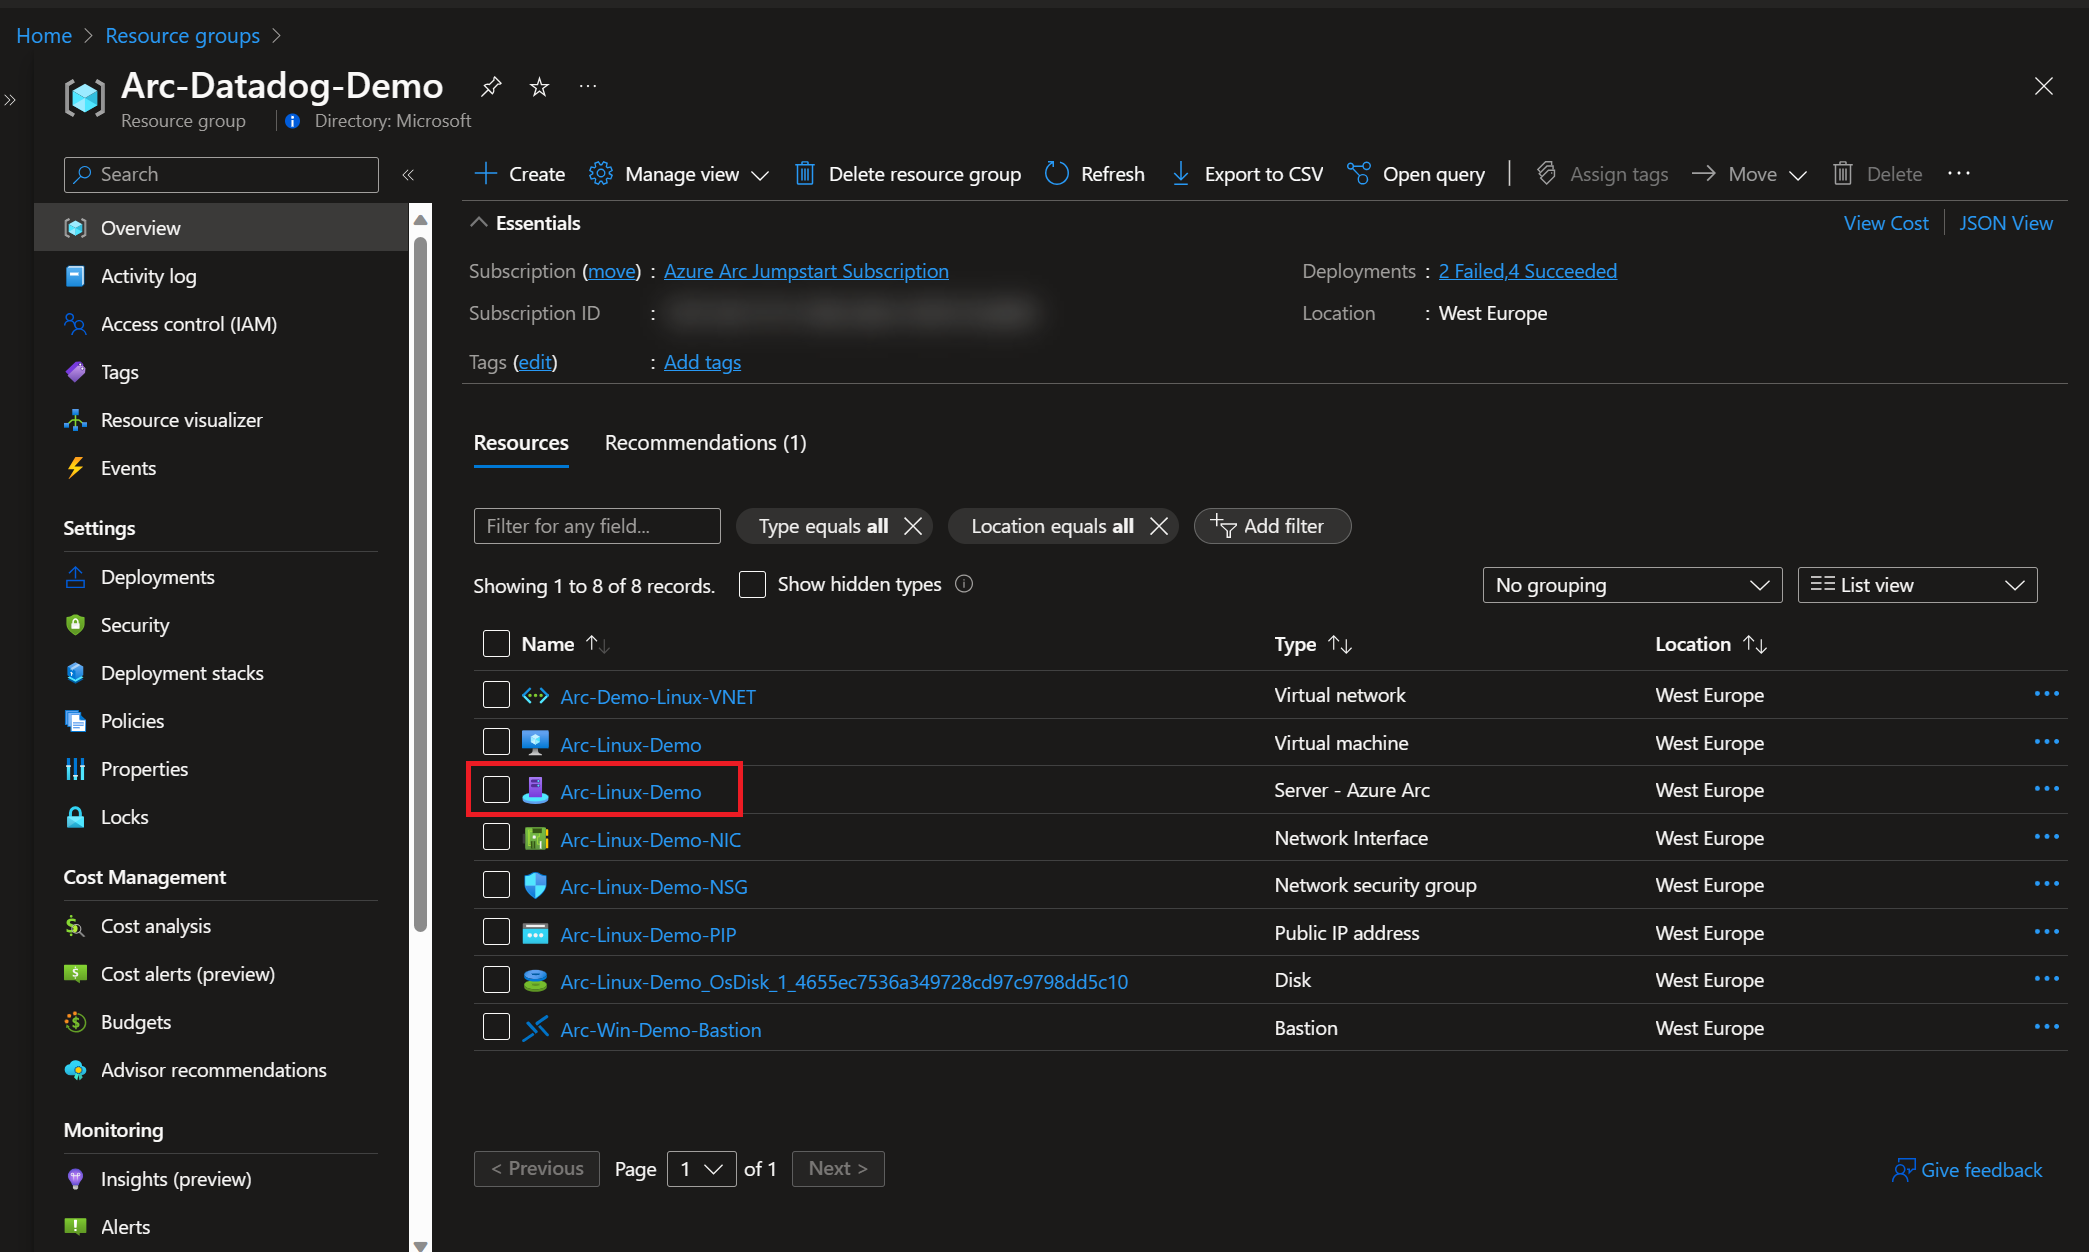 Home > Resource groups >
Arc-Datadog-Demo
Resource group | Directory: Microsoft
Search
Create Manage view Delete resource group Refresh Export to CSV Open query | Assign tags Move Delete ...
Overview
Activity log
Access control (IAM)
Tags
Resource visualizer
Events
Settings
Deployments
Security
Deployment stacks
Policies
Properties
Locks
Cost Management
Cost analysis
Cost alerts (preview)
Budgets
Advisor recommendations
Monitoring
Insights (preview)
Alerts
Essentials
View Cost | JSON View
Subscription (move) : Azure Arc Jumpstart Subscription
Deployments : 2 Failed,4 Succeeded
Subscription ID :
Location : West Europe
Tags (edit) : Add tags
Resources Recommendations (1)
Filter for any field... Type equals all Location equals all Add filter
Showing 1 to 8 of 8 records. Show hidden types No grouping List view
Name Type Location
Arc-Demo-Linux-VNET Virtual network West Europe
Arc-Linux-Demo Virtual machine West Europe
Arc-Linux-Demo Server - Azure Arc West Europe
Arc-Linux-Demo-NIC Network Interface West Europe
Arc-Linux-Demo-NSG Network security group West Europe
Arc-Linux-Demo-PIP Public IP address West Europe
Arc-Linux-Demo_OsDisk_1_4655ec7536a349728cd97c9798dd5c10 Disk West Europe
Arc-Win-Demo-Bastion Bastion West Europe
< Previous Page 1 of 1 Next >
Give feedback